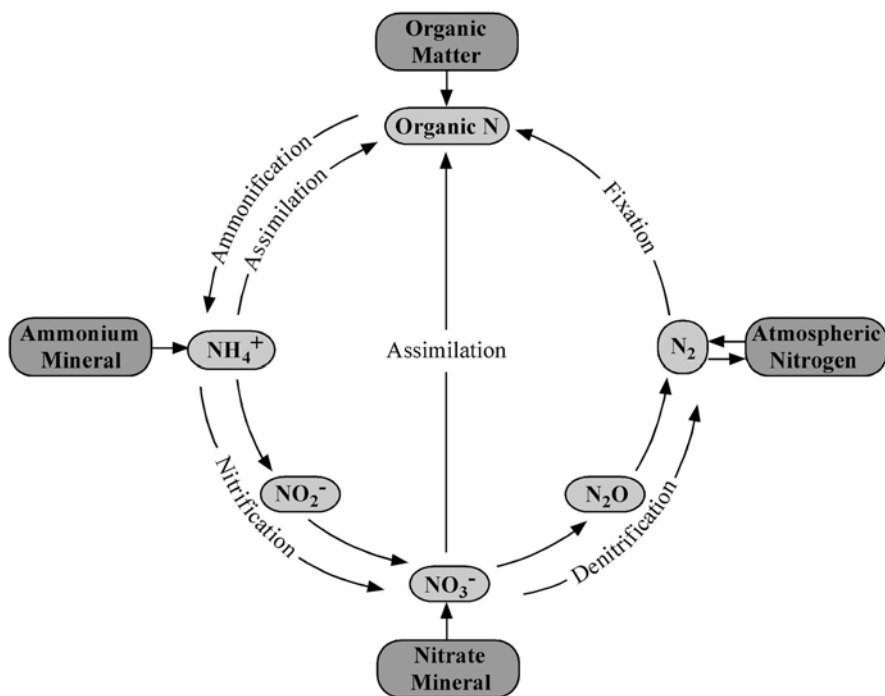 Organic
Matter
Organic N
Ammonification
Assimilation
Fixation
Ammonium
Mineral
NH₄⁺
Assimilation
N₂
Atmospheric
Nitrogen
Nitrification
NO₂⁻
N₂O
Denitrification
NO₃⁻
Nitrate
Mineral